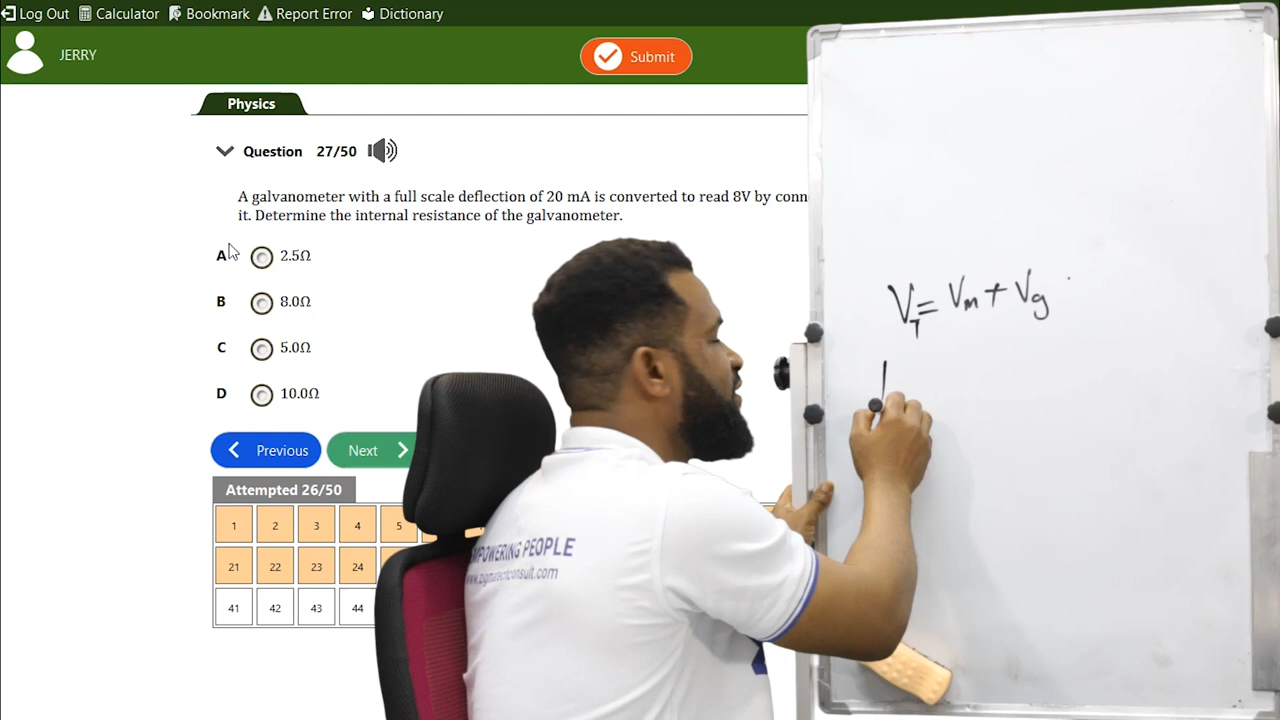 Log Out Calculator Bookmark Report Error Dictionary
JERRY
Submit
Physics
Question 27/50
A galvanometer with a full scale deflection of 20 mA is converted to read 8V by conn
it. Determine the internal resistance of the galvanometer.
A 2.5Ω
B 8.0Ω
C 5.0Ω
D 10.0Ω
Previous Next
Attempted 26/50
1 2 3 4 5
21 22 23 24
41 42 43 44
V_T = V_m + V_g
POWERING PEOPLE